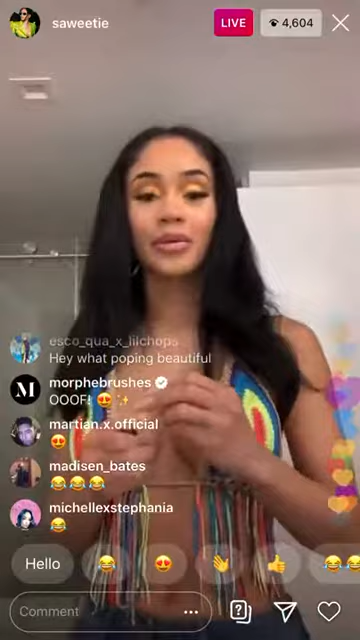 saweetie
LIVE
4,604
esco_qua_x_lilchops
Hey what poping beautiful
M
morphebrushes
OOOF! 😍 ✨
martian.x.official
😍
madisen_bates
😂😂😂
michellexstephania
😂
Hello
😂
😍
👋
👍
😂😂
Comment
...